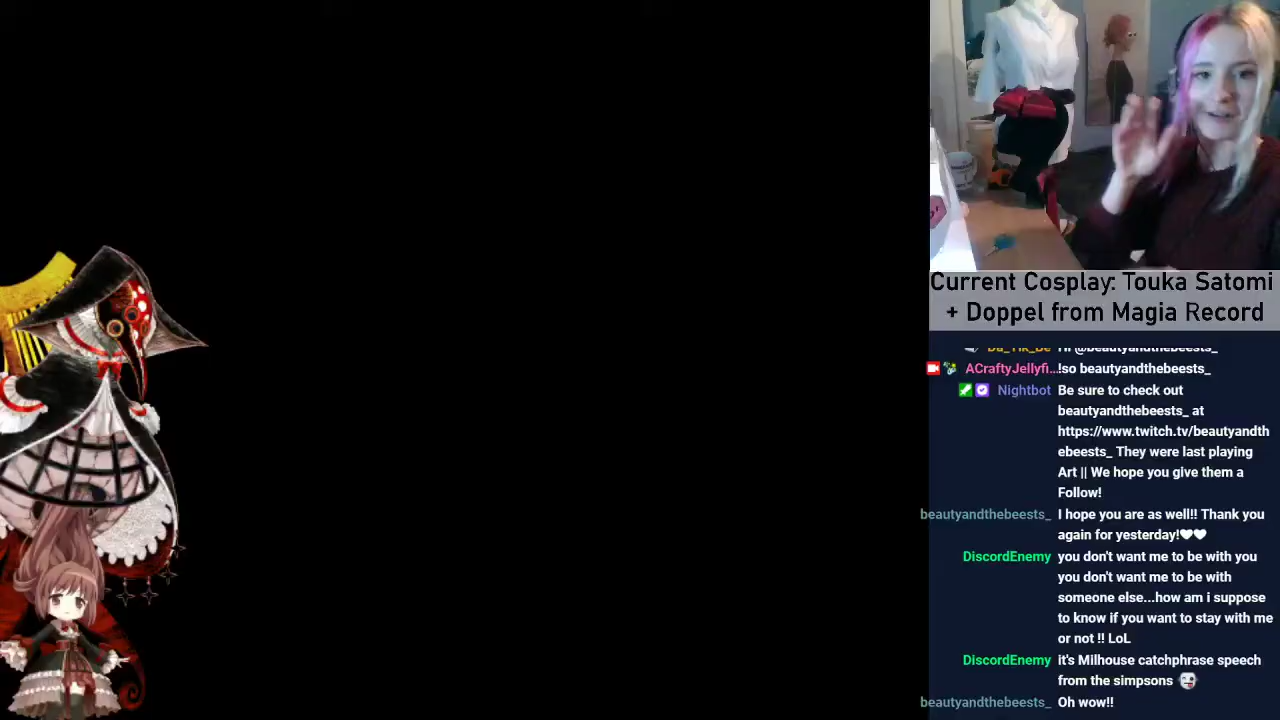 Current Cosplay: Touka Satomi
+ Doppel from Magia Record
Hi @beautyandthebeests_
ACraftyJellyfi... !so beautyandthebeests_
Nightbot Be sure to check out
beautyandthebeests_ at
https://www.twitch.tv/beautyandth
ebeests_ They were last playing
Art || We hope you give them a
Follow!
beautyandthebeests_ I hope you are as well!! Thank you
again for yesterday!🤍🤍
DiscordEnemy you don't want me to be with you
you don't want me to be with
someone else...how am i suppose
to know if you want to stay with me
or not !! LoL
DiscordEnemy it's Milhouse catchphrase speech
from the simpsons 😜
beautyandthebeests_ Oh wow!!